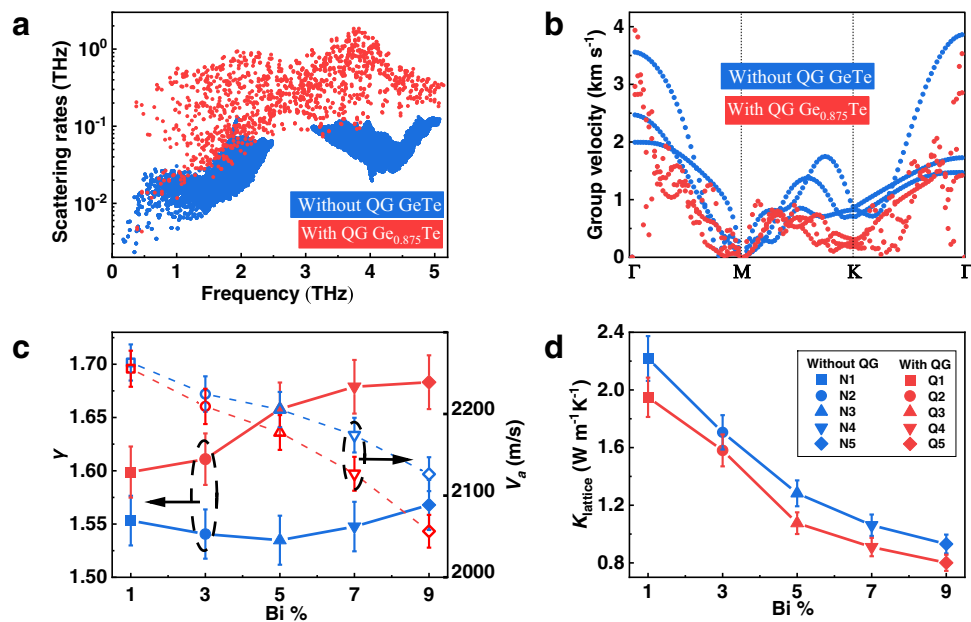 a
Scattering rates (THz)
10⁰
10⁻¹
10⁻²
Without QG GeTe
With QG Ge₀.₈₇₅Te
0 1 2 3 4 5
Frequency (THz)
b
Group velocity (km s⁻¹)
4
3
2
1
0
Without QG GeTe
With QG Ge₀.₈₇₅Te
Γ M K Γ
c
γ
1.70
1.65
1.60
1.55
1.50
2200
2100
2000
Vₐ (m/s)
1 3 5 7 9
Bi %
d
K_lattice (W m⁻¹K⁻¹)
2.4
2.0
1.6
1.2
0.8
Without QG With QG
N1 Q1
N2 Q2
N3 Q3
N4 Q4
N5 Q5
1 3 5 7 9
Bi %